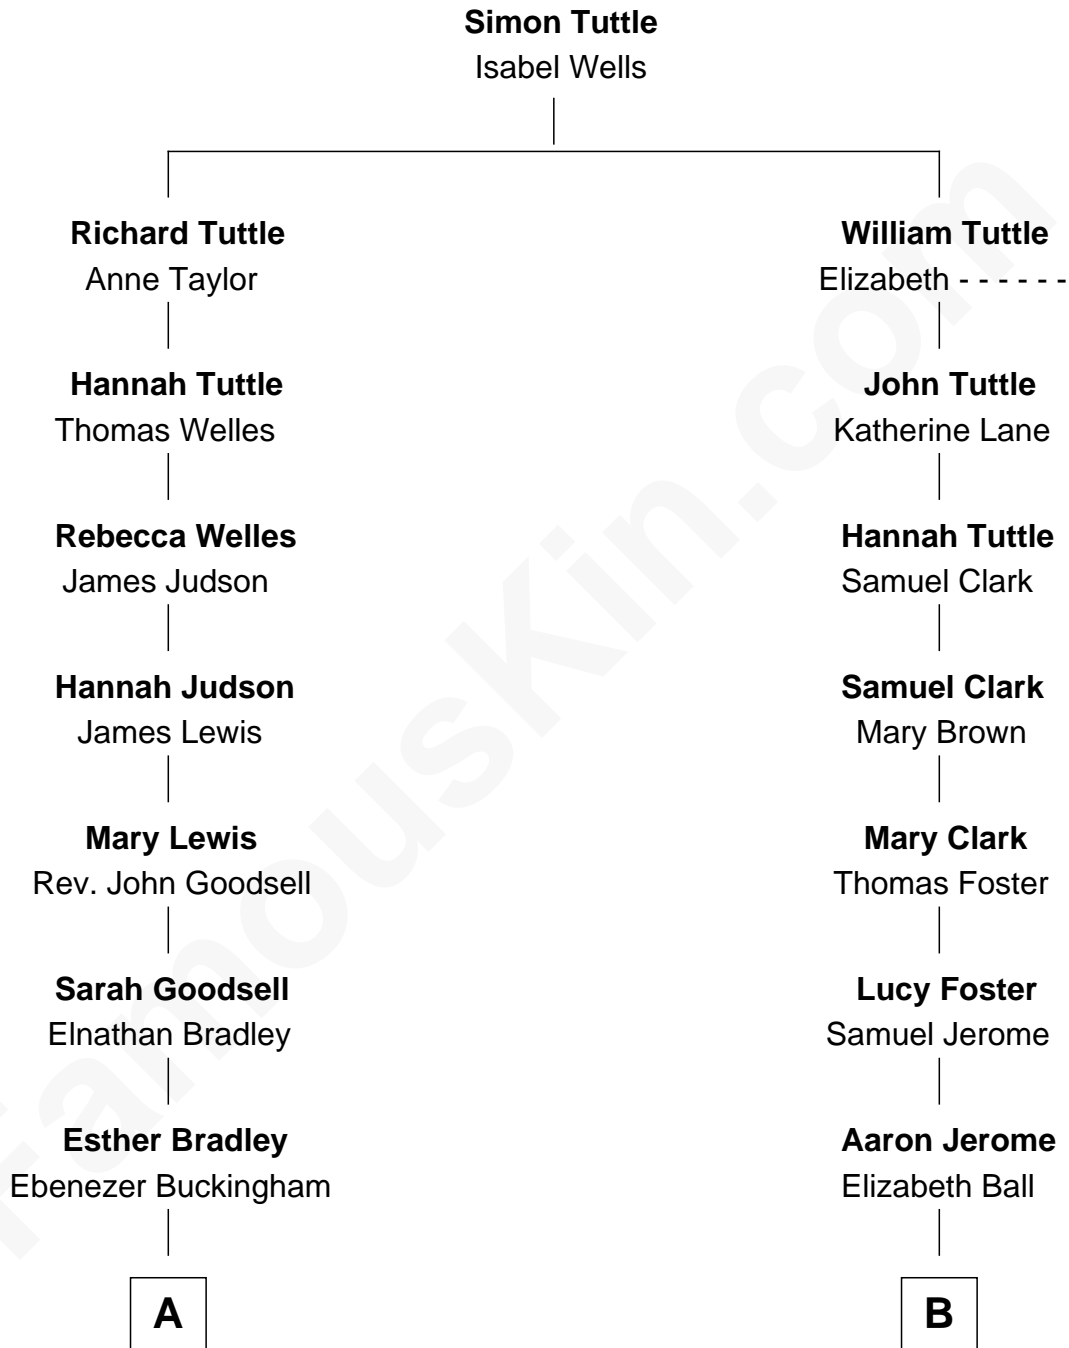 Simon Tuttle
Isabel Wells
Richard Tuttle
Anne Taylor
Hannah Tuttle
Thomas Welles
Rebecca Welles
James Judson
Hannah Judson
James Lewis
Mary Lewis
Rev. John Goodsell
Sarah Goodsell
Elnathan Bradley
Esther Bradley
Ebenezer Buckingham
A
William Tuttle
Elizabeth - - - - - -
John Tuttle
Katherine Lane
Hannah Tuttle
Samuel Clark
Samuel Clark
Mary Brown
Mary Clark
Thomas Foster
Lucy Foster
Samuel Jerome
Aaron Jerome
Elizabeth Ball
B
FamousKin.com